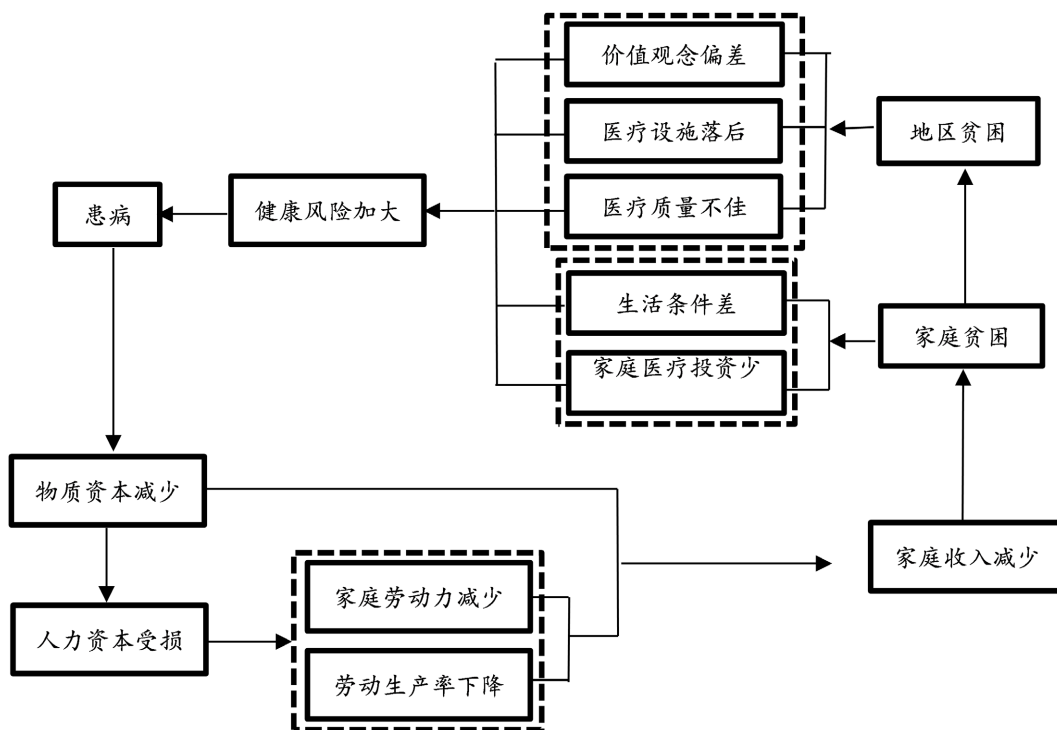 价值观念偏差
医疗设施落后
地区贫困
医疗质量不佳
健康风险加大
患病
生活条件差
家庭贫困
家庭医疗投资少
物质资本减少
家庭收入减少
家庭劳动力减少
人力资本受损
劳动生产率下降